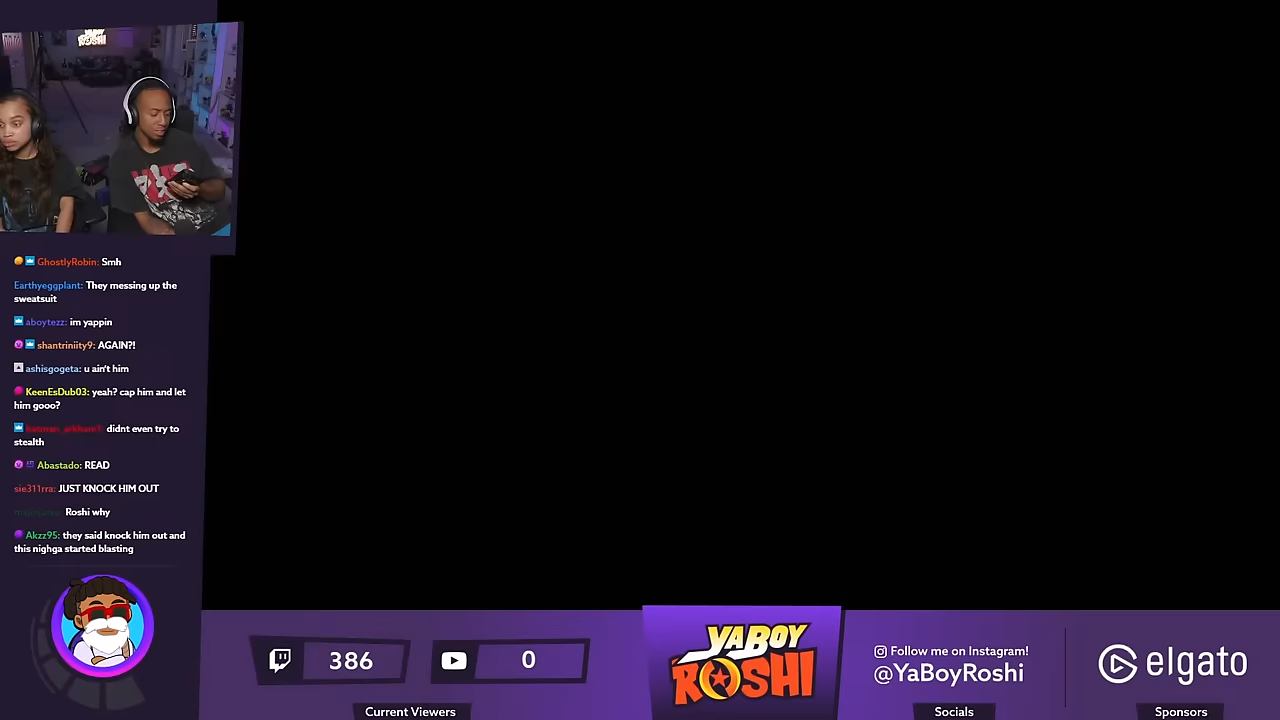 YABOY
ROSHI
GhostlyRobin: Smh
Earthyeggplant: They messing up the
sweatsuit
aboytezz: im yappin
shantriniity9: AGAIN?!
ashisgogeta: u ain't him
KeenEsDub03: yeah? cap him and let
him gooo?
didnt even try to
stealth
Abastado: READ
sie311rra: JUST KNOCK HIM OUT
Roshi why
Akzz95: they said knock him out and
this nighga started blasting
386
0
Current Viewers
YABOY
ROSHI
Follow me on Instagram!
@YaBoyRoshi
Socials
elgato
Sponsors